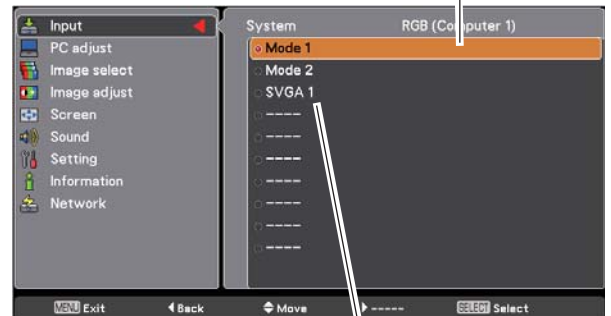 Input
PC adjust
Image select
Image adjust
Screen
Sound
Setting
Information
Network
System RGB (Computer 1)
Mode 1
Mode 2
SVGA 1
----
----
----
----
----
----
----
MENU Exit Back Move ----- SELECT Select